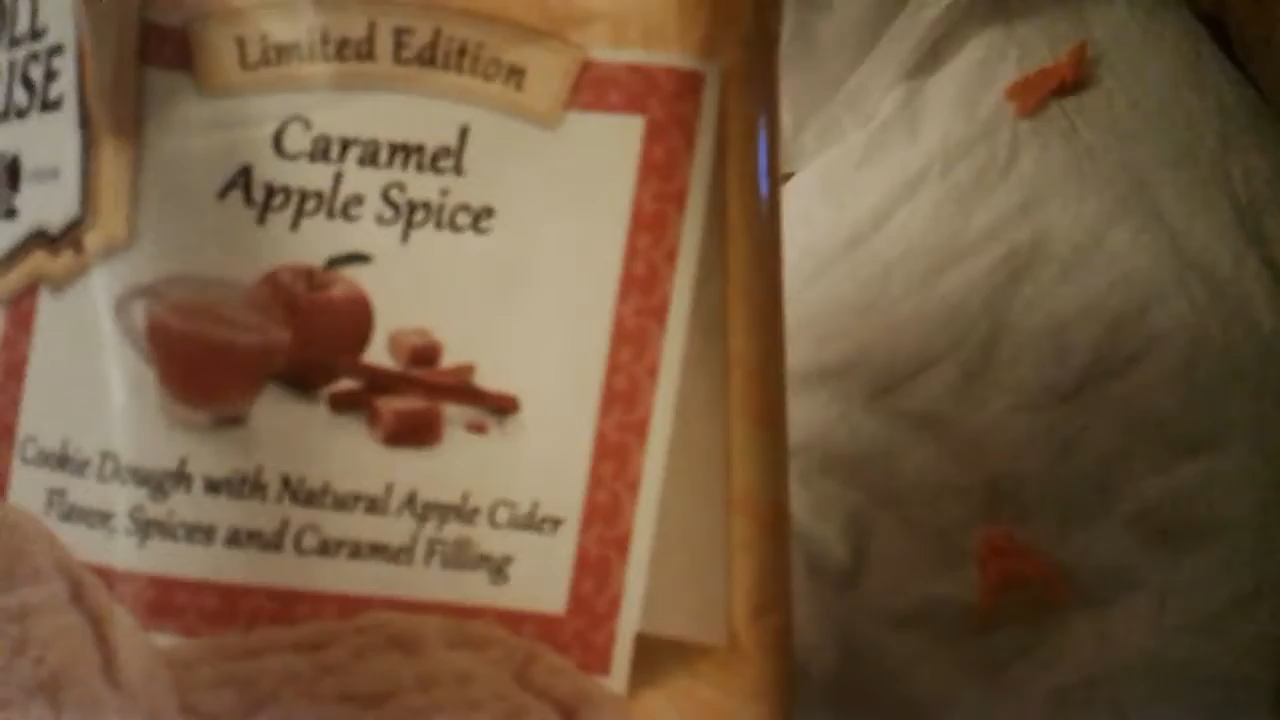 Limited Edition
Caramel
Apple Spice
Cookie Dough with Natural Apple Cider
Flavor, Spices and Caramel Filling